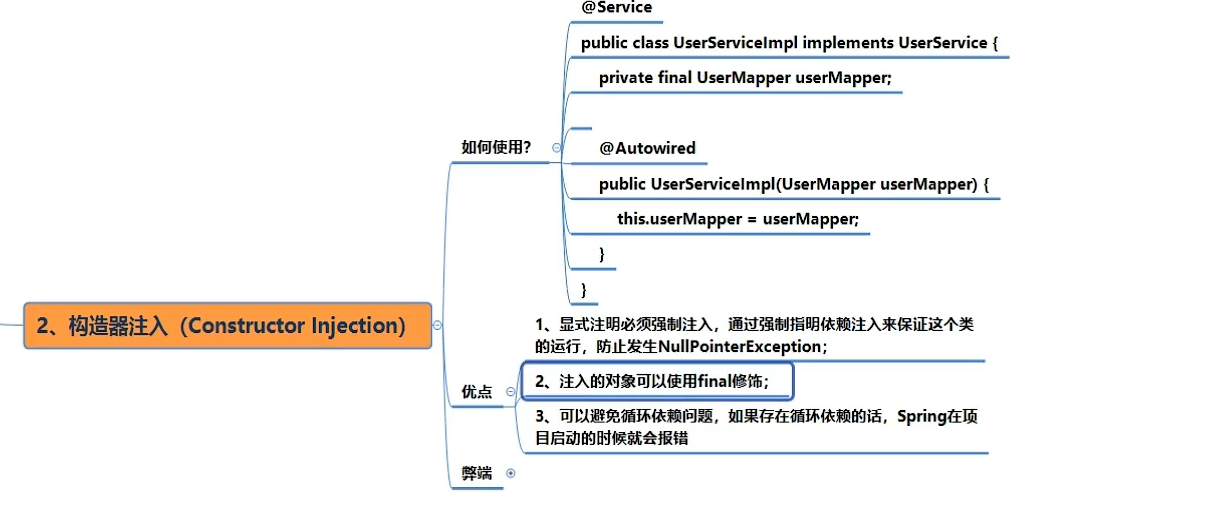 @Service
public class UserServiceImpl implements UserService {
private final UserMapper userMapper;
如何使用？
@Autowired
public UserServiceImpl(UserMapper userMapper) {
this.userMapper = userMapper;
}
}
2、构造器注入（Constructor Injection）
1、显式注明必须强制注入，通过强制指明依赖注入来保证这个类
的运行，防止发生NullPointerException；
优点
2、注入的对象可以使用final修饰；
3、可以避免循环依赖问题，如果存在循环依赖的话，Spring在项
目启动的时候就会报错
弊端